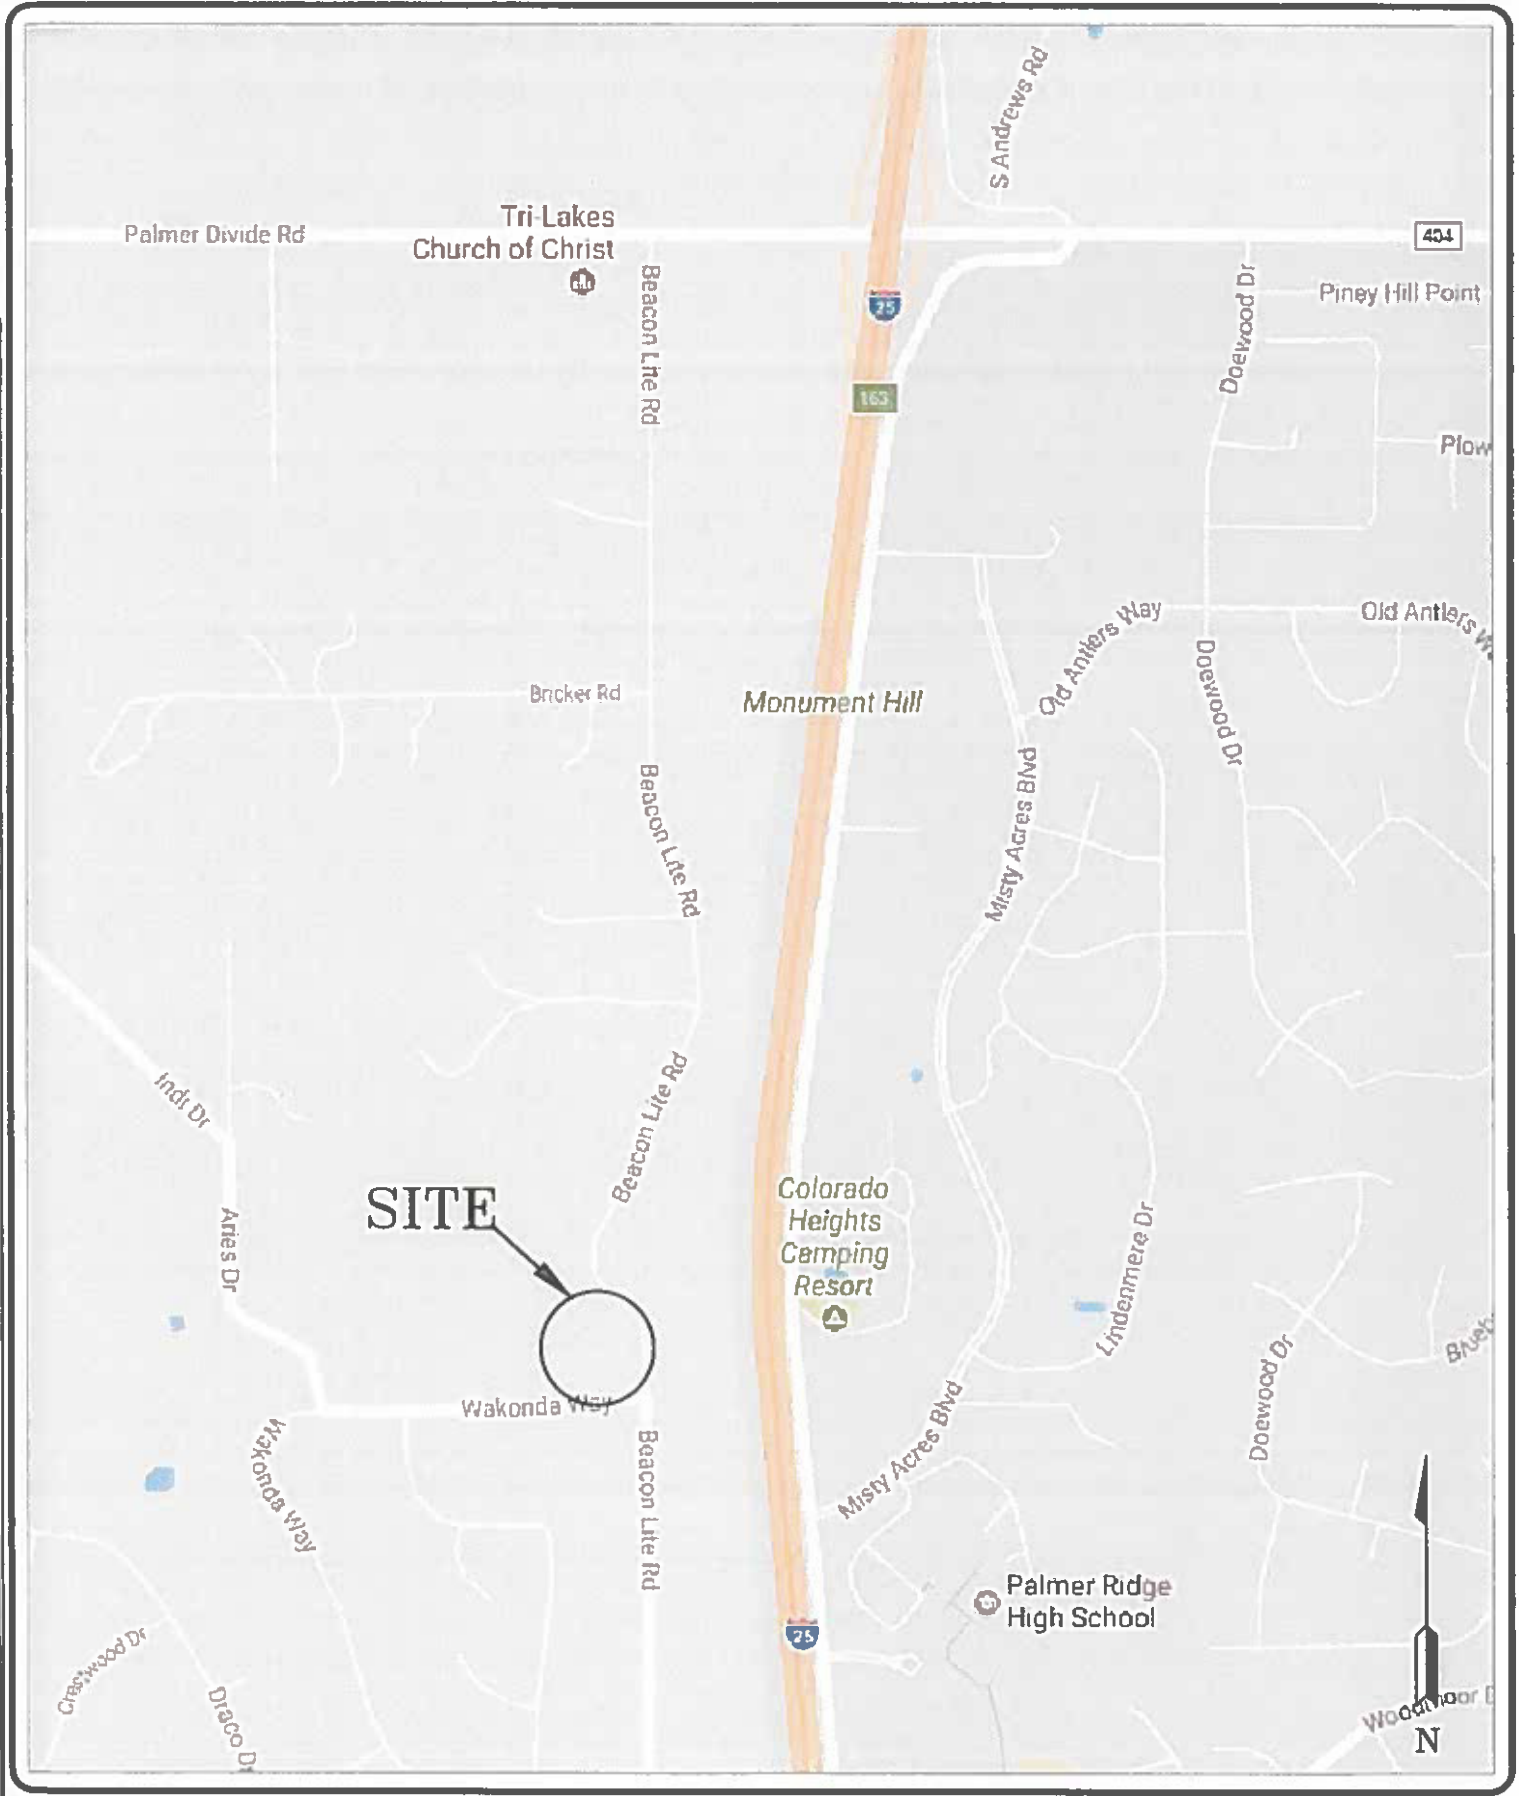 S Andrews Rd
Tri-Lakes
Church of Christ
Palmer Divide Rd
404
Beacon Lite Rd
25
Doewood Dr
Piney Hill Point
163
Plow
Old Antlers Way
Old Antlers W
Doewood Dr
Bricker Rd
Monument Hill
Misty Acres Blvd
Beacon Lite Rd
Indi Dr
Beacon Lite Rd
SITE
Colorado
Heights
Camping
Resort
Aries Dr
Lindenmere Dr
Doewood Dr
Blueb
Wakonda Way
Misty Acres Blvd
Wakonda Way
Beacon Lite Rd
Palmer Ridge
High School
25
Crestwood Dr
Draco Dr
Woodmoor D
N